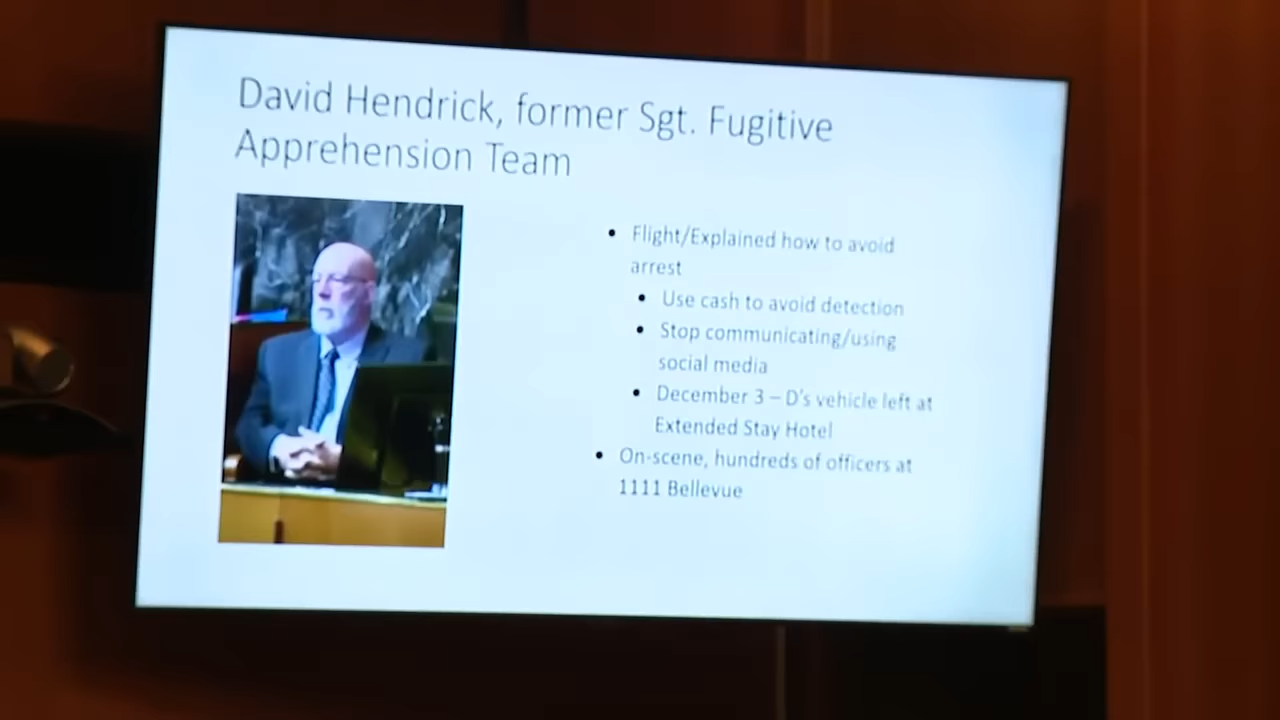 David Hendrick, former Sgt. Fugitive
Apprehension Team
• Flight/Explained how to avoid
arrest
• Use cash to avoid detection
• Stop communicating/using
social media
• December 3 – D's vehicle left at
Extended Stay Hotel
• On-scene, hundreds of officers at
1111 Bellevue